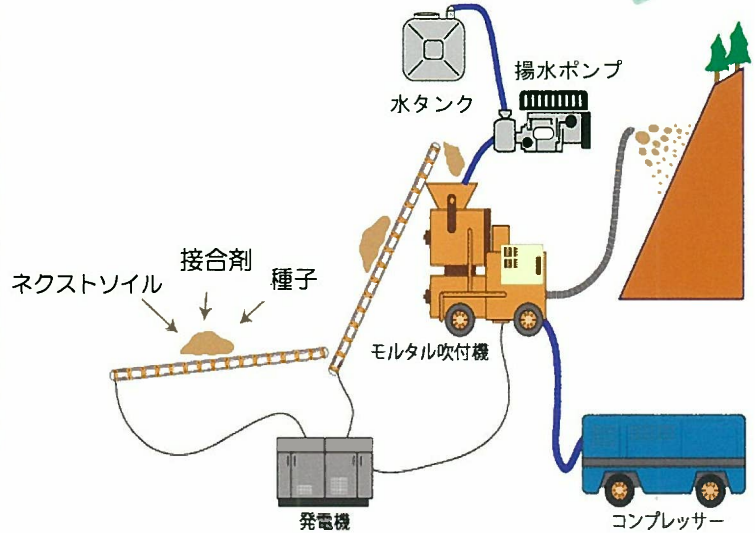 水タンク
揚水ポンプ
接合剤
ネクストソイル
種子
モルタル吹付機
発電機
コンプレッサー